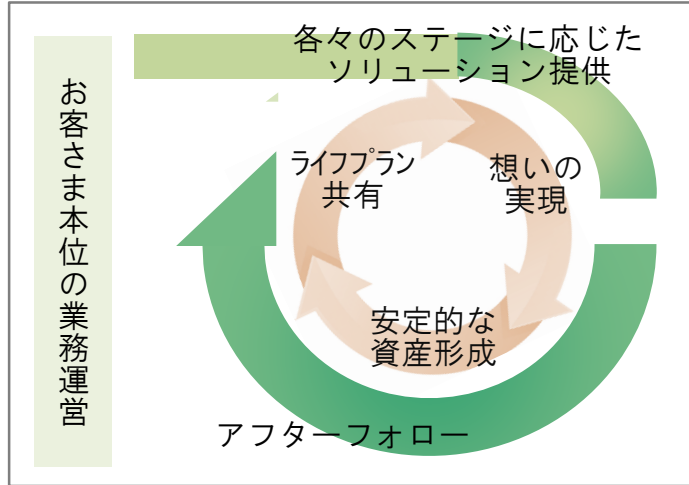 お客さま本位の業務運営
各々のステージに応じた
ソリューション提供
ライフプラン
共有
想いの
実現
安定的な
資産形成
アフターフォロー